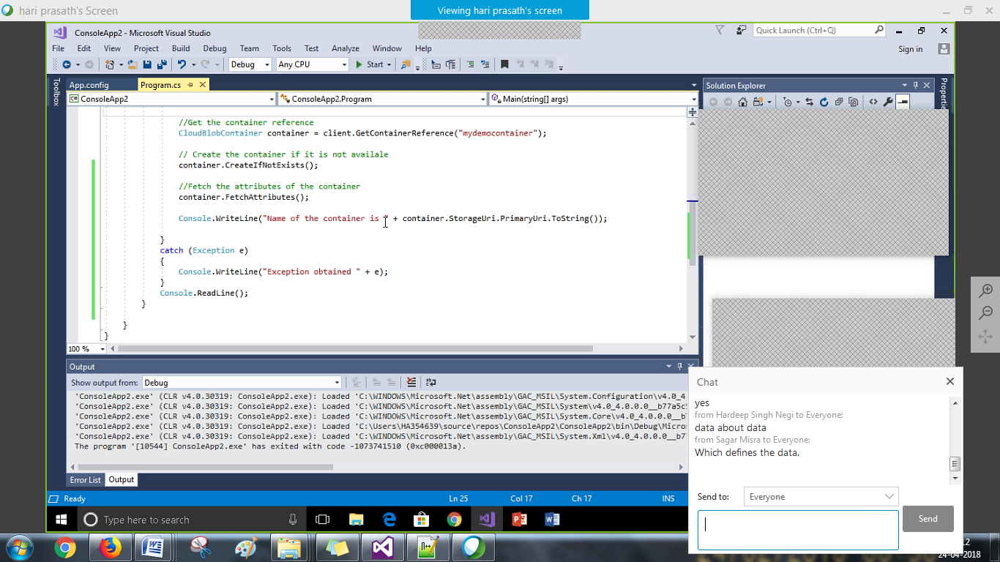 hari prasath's Screen
Viewing hari prasath's screen
ConsoleApp2 - Microsoft Visual Studio
Quick Launch (Ctrl+Q)
File Edit View Project Build Debug Team Tools Test Analyze Window Help
Sign in
Debug Any CPU Start
Toolbox
App.config Program.cs
Solution Explorer
ConsoleApp2 ConsoleApp2.Program Main(string[] args)
//Get the container reference
CloudBlobContainer container = client.GetContainerReference("mydemocontainer");
// Create the container if it is not availale
container.CreateIfNotExists();
//Fetch the attributes of the container
container.FetchAttributes();
Console.WriteLine("Name of the container is " + container.StorageUri.PrimaryUri.ToString());
}
catch (Exception e)
{
Console.WriteLine("Exception obtained " + e);
}
Console.ReadLine();
}
}
}
100 %
Output
Show output from: Debug
'ConsoleApp2.exe' (CLR v4.0.30319: ConsoleApp2.exe): Loaded 'C:\WINDOWS\Microsoft.Net\assembly\GAC_MSIL\System.Configuration\v4.0_4
'ConsoleApp2.exe' (CLR v4.0.30319: ConsoleApp2.exe): Loaded 'C:\WINDOWS\Microsoft.Net\assembly\GAC_MSIL\System\v4.0_4.0.0.0__b77a5c5
'ConsoleApp2.exe' (CLR v4.0.30319: ConsoleApp2.exe): Loaded 'C:\WINDOWS\Microsoft.Net\assembly\GAC_MSIL\System.Core\v4.0_4.0.0.0__b7
'ConsoleApp2.exe' (CLR v4.0.30319: ConsoleApp2.exe): Loaded 'C:\Users\HA354639\source\repos\ConsoleApp2\ConsoleApp2\bin\Debug\Micros
'ConsoleApp2.exe' (CLR v4.0.30319: ConsoleApp2.exe): Loaded 'C:\WINDOWS\Microsoft.Net\assembly\GAC_MSIL\System.Xml\v4.0_4.0.0.0__b77
The program '[10544] ConsoleApp2.exe' has exited with code -1073741510 (0xc000013a).
Error List Output
Ready Ln 25 Col 17 Ch 17 INS
Type here to search
Chat
yes
from Hardeep Singh Negi to Everyone:
data about data
from Sagar Misra to Everyone:
Which defines the data.
Send to: Everyone
Send
24-04-2018